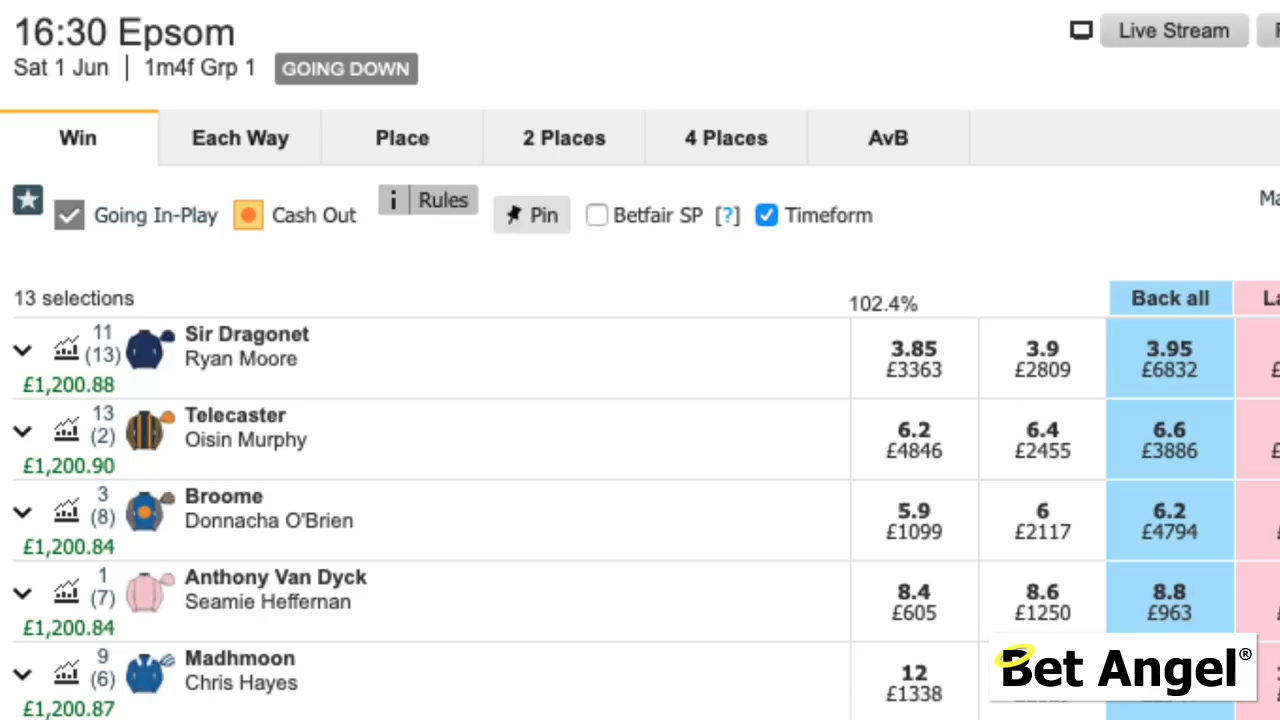 16:30 Epsom
Live Stream
Sat 1 Jun | 1m4f Grp 1 GOING DOWN
Win Each Way Place 2 Places 4 Places AvB
Going In-Play Cash Out i Rules Pin Betfair SP [?] Timeform
13 selections 102.4% Back all
11 Sir Dragonet
(13) Ryan Moore 3.85 3.9 3.95
£3363 £2809 £6832
£1,200.88
13 Telecaster
(2) Oisin Murphy 6.2 6.4 6.6
£4846 £2455 £3886
£1,200.90
3 Broome
(8) Donnacha O'Brien 5.9 6 6.2
£1099 £2117 £4794
£1,200.84
1 Anthony Van Dyck
(7) Seamie Heffernan 8.4 8.6 8.8
£605 £1250 £963
£1,200.84
9 Madhmoon
(6) Chris Hayes 12
£1338
£1,200.87
Bet Angel®